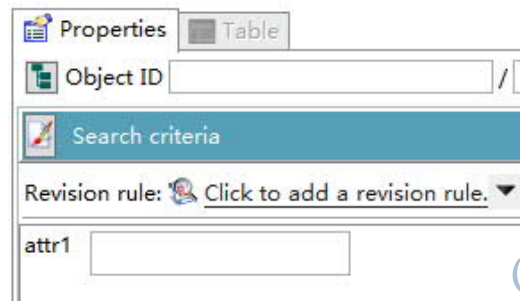 Properties Table
Object ID /
Search criteria
Revision rule: Click to add a revision rule.
attr1